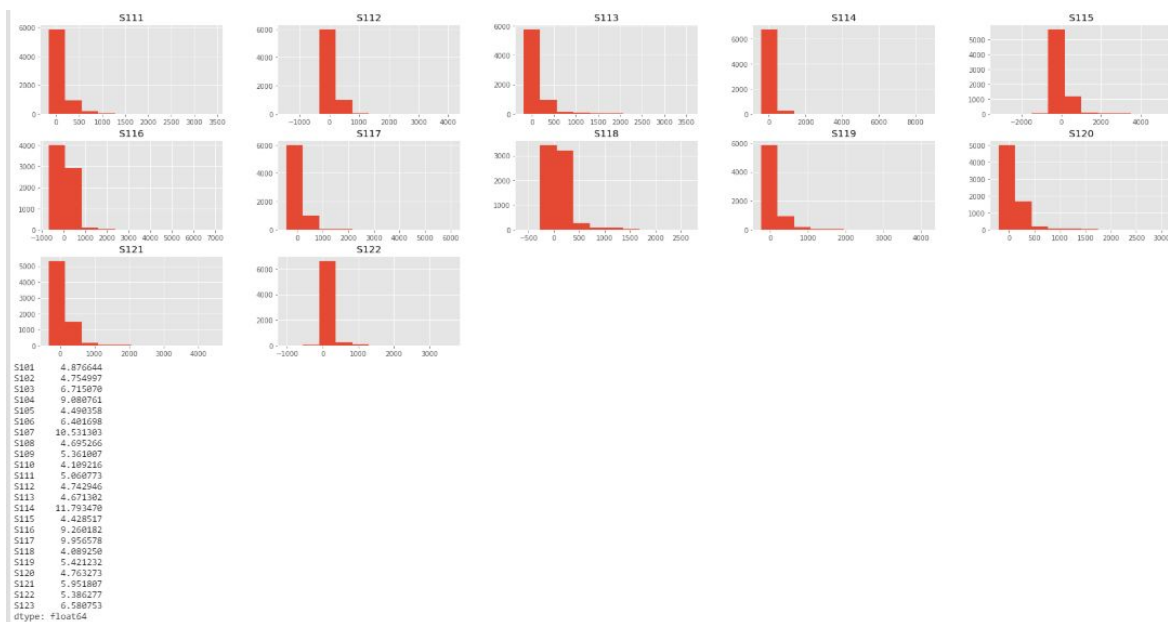 S111 S112 S113 S114 S115
6000 4000 2000 0
0 500 1000 1500 2000 2500 3000 3500
6000 4000 2000 0
−1000 0 1000 2000 3000 4000
6000 5000 4000 3000 2000 1000 0
0 500 1000 1500 2000 2500 3000 3500
6000 4000 2000 0
0 2000 4000 6000 8000
5000 4000 3000 2000 1000 0
−2000 0 2000 4000
S116 S117 S118 S119 S120
4000 3000 2000 1000 0
−1000 0 1000 2000 3000 4000 5000 6000 7000
6000 4000 2000 0
0 1000 2000 3000 4000 5000 6000
3000 2000 1000 0
−500 0 500 1000 1500 2000 2500
6000 4000 2000 0
0 1000 2000 3000 4000
5000 4000 3000 2000 1000 0
0 500 1000 1500 2000 2500 3000
S121 S122
5000 4000 3000 2000 1000 0
0 1000 2000 3000 4000
6000 4000 2000 0
−1000 0 1000 2000 3000
S101 4.876644
S102 4.754997
S103 6.715070
S104 9.080761
S105 4.490358
S106 6.401698
S107 10.531303
S108 4.695266
S109 5.361007
S110 4.109216
S111 5.060773
S112 4.742946
S113 4.671302
S114 11.793470
S115 4.428517
S116 9.260182
S117 9.956578
S118 4.089250
S119 5.421232
S120 4.763273
S121 5.951807
S122 5.386277
S123 6.580753
dtype: float64